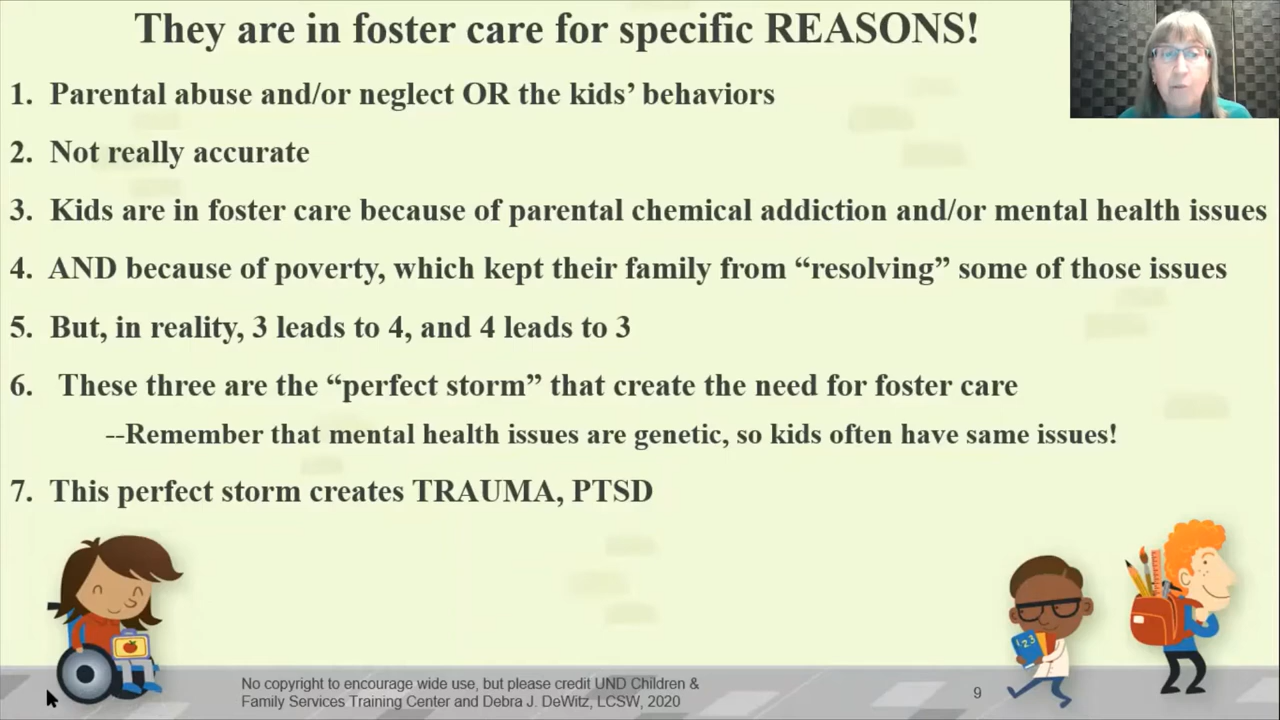 They are in foster care for specific REASONS!
1. Parental abuse and/or neglect OR the kids’ behaviors
2. Not really accurate
3. Kids are in foster care because of parental chemical addiction and/or mental health issues
4. AND because of poverty, which kept their family from “resolving” some of those issues
5. But, in reality, 3 leads to 4, and 4 leads to 3
6. These three are the “perfect storm” that create the need for foster care
--Remember that mental health issues are genetic, so kids often have same issues!
7. This perfect storm creates TRAUMA, PTSD
1 2 3
No copyright to encourage wide use, but please credit UND Children &
Family Services Training Center and Debra J. DeWitz, LCSW, 2020
9